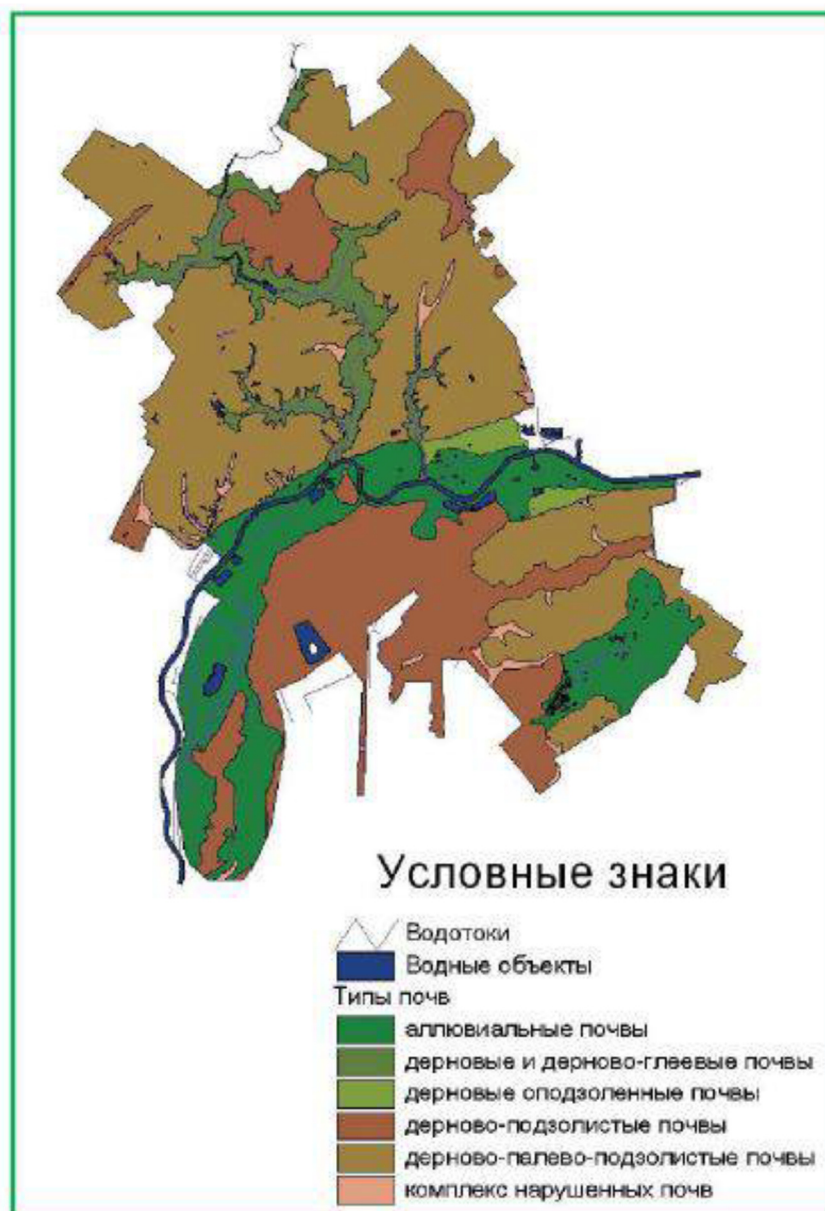 Условные знаки
Водотоки
Водные объекты
Типы почв
аллювиальные почвы
дерновые и дерново-глеевые почвы
дерновые оподзоленные почвы
дерново-подзолистые почвы
дерново-палево-подзолистые почвы
комплекс нарушенных почв